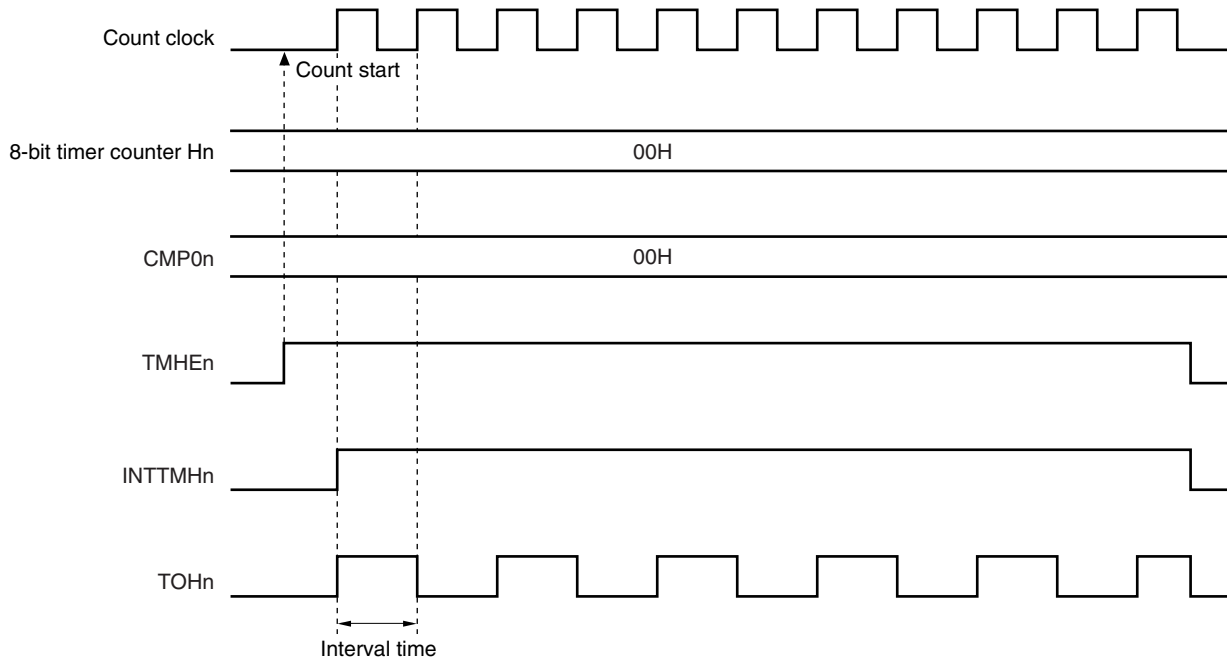 Count clock
Count start
8-bit timer counter Hn
00H
CMP0n
00H
TMHEn
INTTMHn
TOHn
Interval time